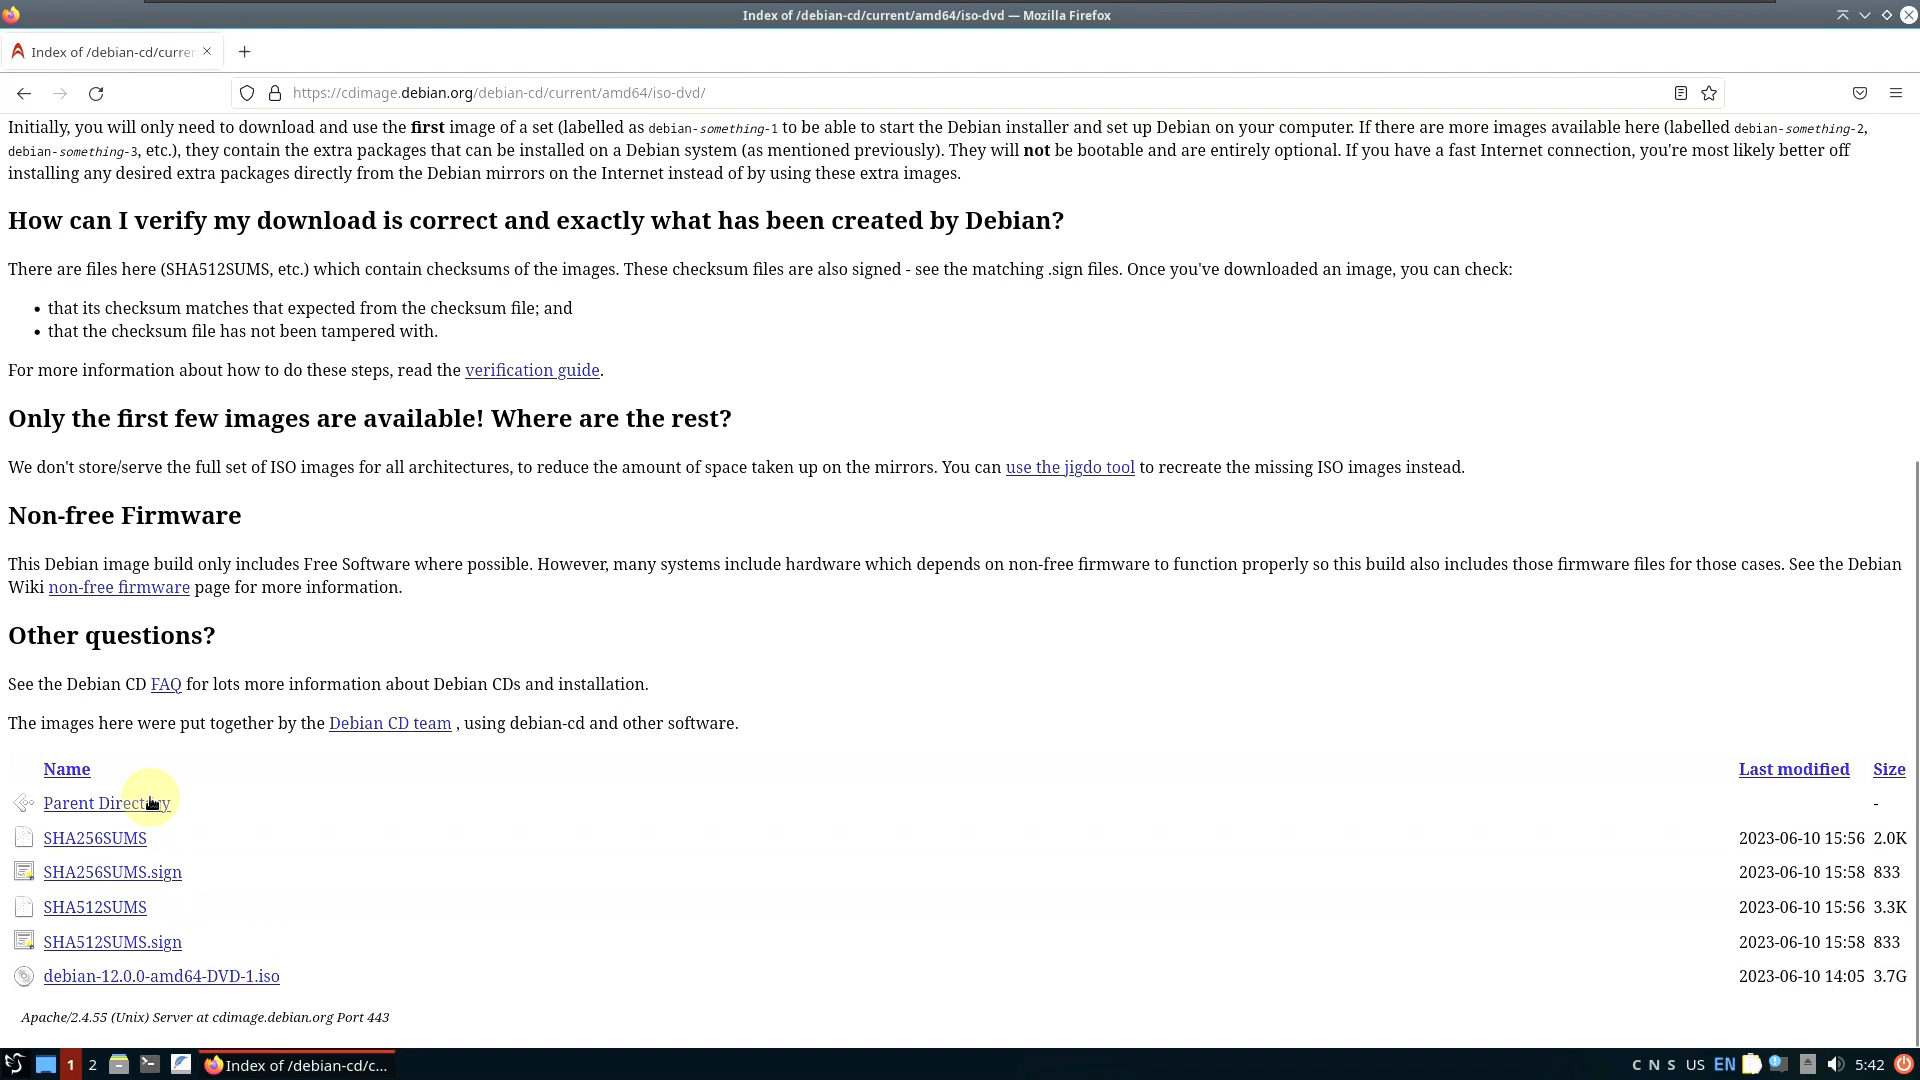 Index of /debian-cd/current/amd64/iso-dvd — Mozilla Firefox
Index of /debian-cd/curren
https://cdimage.debian.org/debian-cd/current/amd64/iso-dvd/
Initially, you will only need to download and use the first image of a set (labelled as debian-something-1 to be able to start the Debian installer and set up Debian on your computer. If there are more images available here (labelled debian-something-2,
debian-something-3, etc.), they contain the extra packages that can be installed on a Debian system (as mentioned previously). They will not be bootable and are entirely optional. If you have a fast Internet connection, you're most likely better off
installing any desired extra packages directly from the Debian mirrors on the Internet instead of by using these extra images.
How can I verify my download is correct and exactly what has been created by Debian?
There are files here (SHA512SUMS, etc.) which contain checksums of the images. These checksum files are also signed - see the matching .sign files. Once you've downloaded an image, you can check:
• that its checksum matches that expected from the checksum file; and
• that the checksum file has not been tampered with.
For more information about how to do these steps, read the verification guide.
Only the first few images are available! Where are the rest?
We don't store/serve the full set of ISO images for all architectures, to reduce the amount of space taken up on the mirrors. You can use the jigdo tool to recreate the missing ISO images instead.
Non-free Firmware
This Debian image build only includes Free Software where possible. However, many systems include hardware which depends on non-free firmware to function properly so this build also includes those firmware files for those cases. See the Debian
Wiki non-free firmware page for more information.
Other questions?
See the Debian CD FAQ for lots more information about Debian CDs and installation.
The images here were put together by the Debian CD team , using debian-cd and other software.
Name Last modified Size
Parent Directory -
SHA256SUMS 2023-06-10 15:56 2.0K
SHA256SUMS.sign 2023-06-10 15:58 833
SHA512SUMS 2023-06-10 15:56 3.3K
SHA512SUMS.sign 2023-06-10 15:58 833
debian-12.0.0-amd64-DVD-1.iso 2023-06-10 14:05 3.7G
Apache/2.4.55 (Unix) Server at cdimage.debian.org Port 443
1 2 Index of /debian-cd/c... C N S US EN 5:42